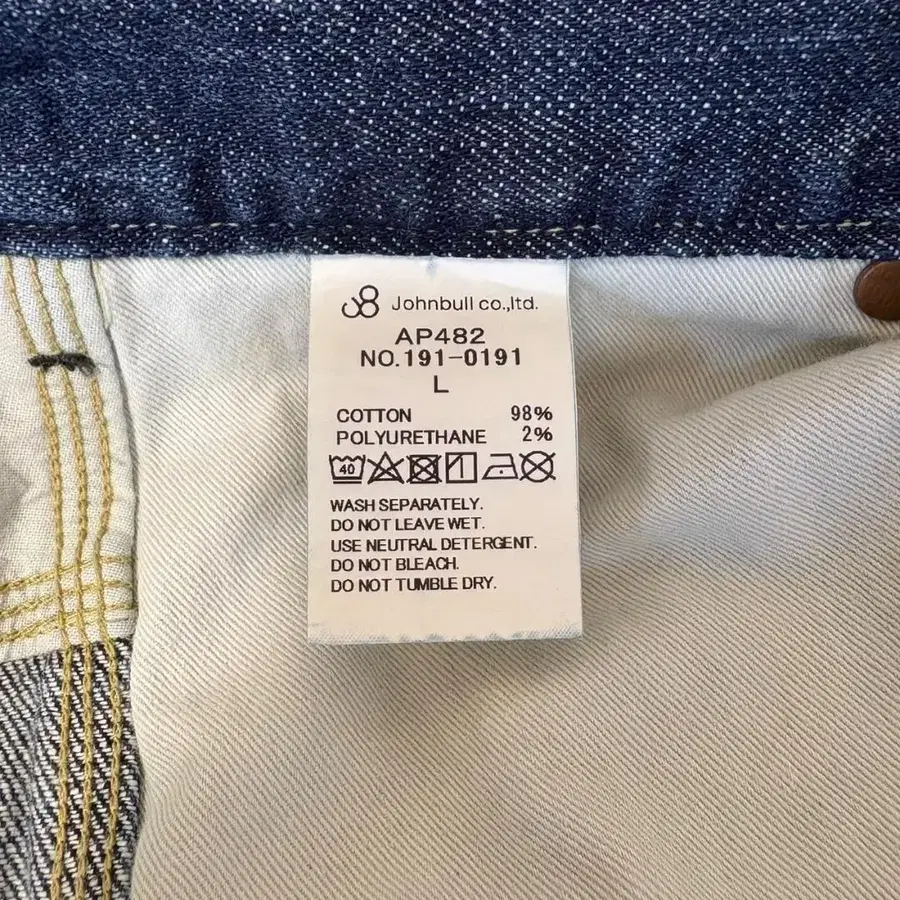 Johnbull co.,ltd.
AP482
NO.191-0191
L
COTTON 98%
POLYURETHANE 2%
40
WASH SEPARATELY.
DO NOT LEAVE WET.
USE NEUTRAL DETERGENT.
DO NOT BLEACH.
DO NOT TUMBLE DRY.